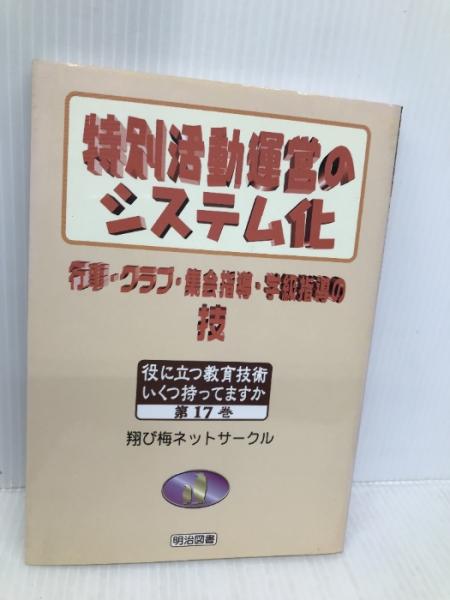 特別活動運営の
システム化
行事・クラブ・集会指導・学級指導の
技
役に立つ教育技術
いくつ持ってますか
第17巻
翔び梅ネットサークル
明治図書